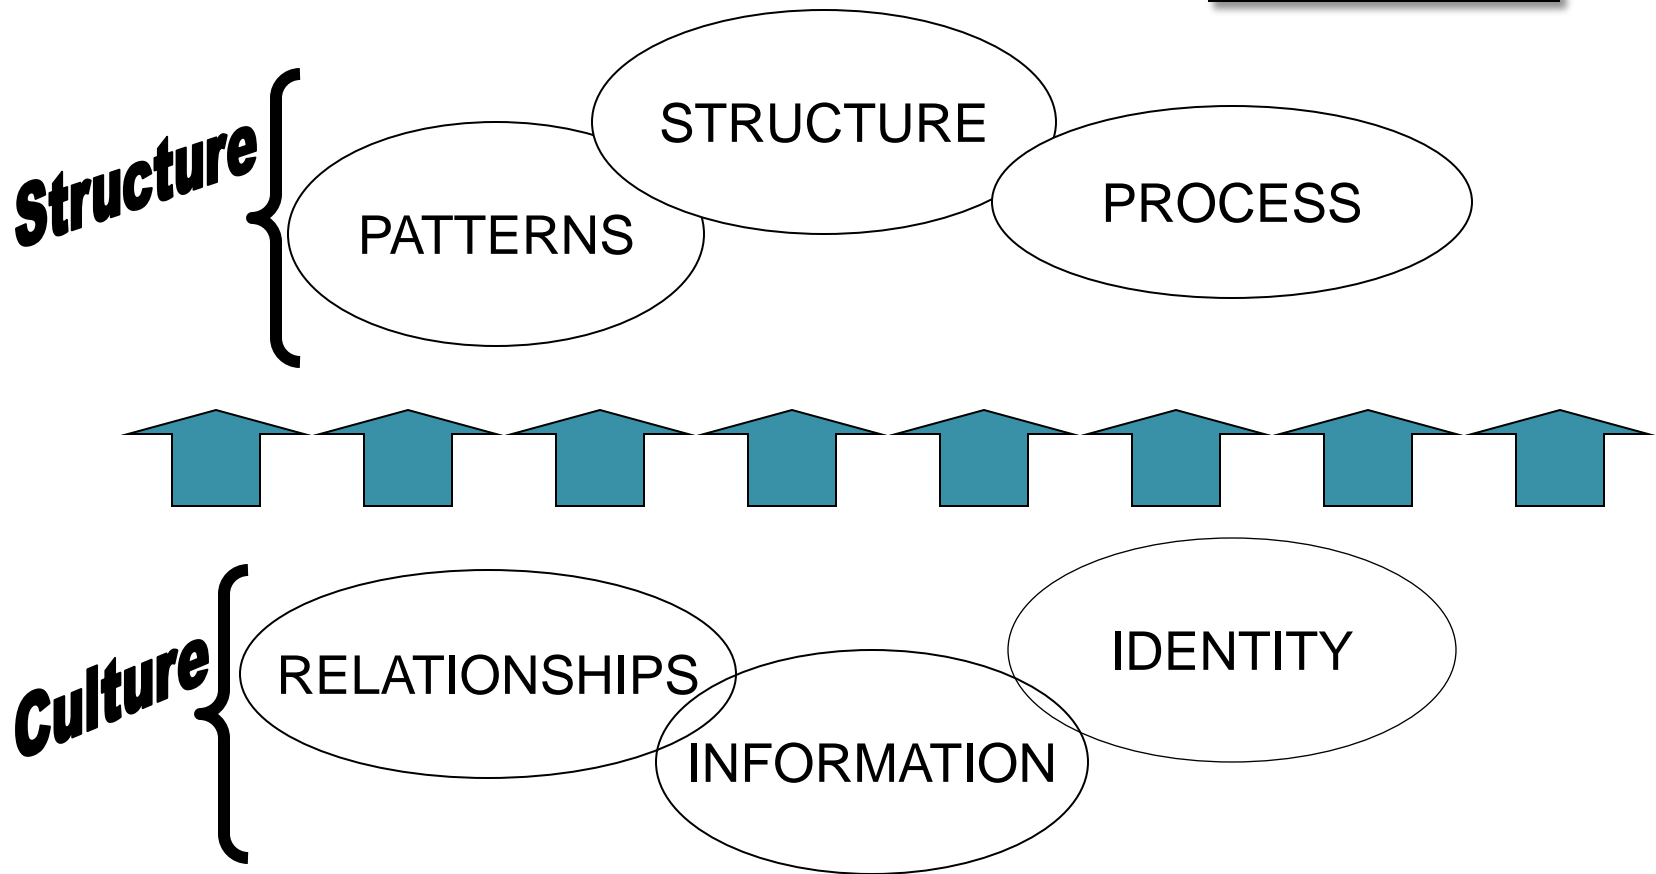 STRUCTURE
Structure
PROCESS
PATTERNS
IDENTITY
Culture
RELATIONSHIPS
INFORMATION